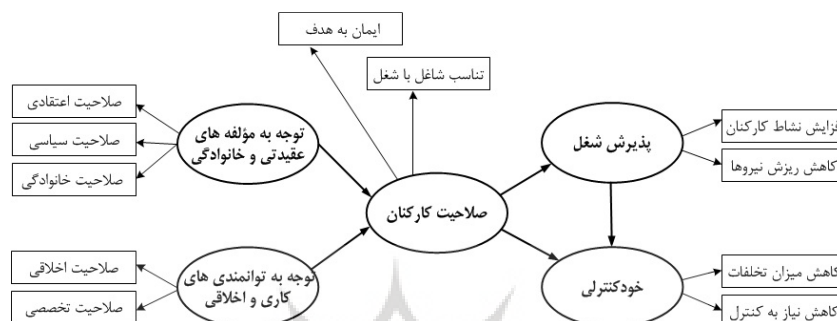 ایمان به هدف
تناسب شاغل با شغل
صلاحیت اعتقادی
صلاحیت سیاسی
صلاحیت خانوادگی
توجه به مؤلفه های
عقیدتی و خانوادگی
پذیرش شغل
فزایش نشاط کارکنان
کاهش ریزش نیروها
صلاحیت کارکنان
صلاحیت اخلاقی
صلاحیت تخصصی
توجه به توانمندی های
کاری و اخلاقی
خودکنترلی
کاهش میزان تخلفات
کاهش نیاز به کنترل